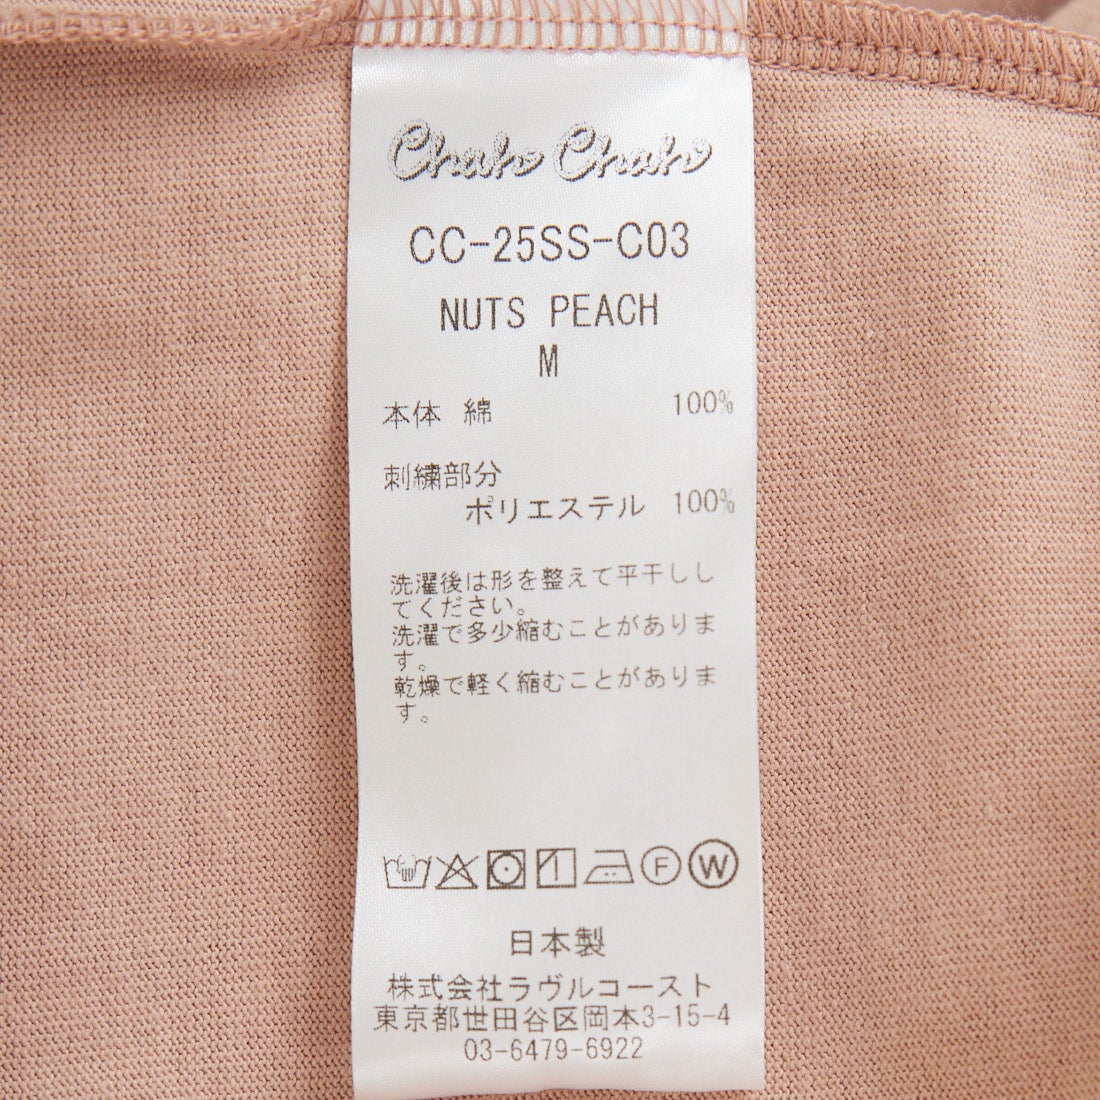 Chah Chah
CC-25SS-C03
NUTS PEACH
M
本体 綿 100%
刺繍部分
ポリエステル 100%
洗濯後は形を整えて平干しし
てください。
洗濯で多少縮むことがありま
す。
乾燥で軽く縮むことがありま
す。
F W
日本製
株式会社ラヴルコースト
東京都世田谷区岡本3-15-4
03-6479-6922